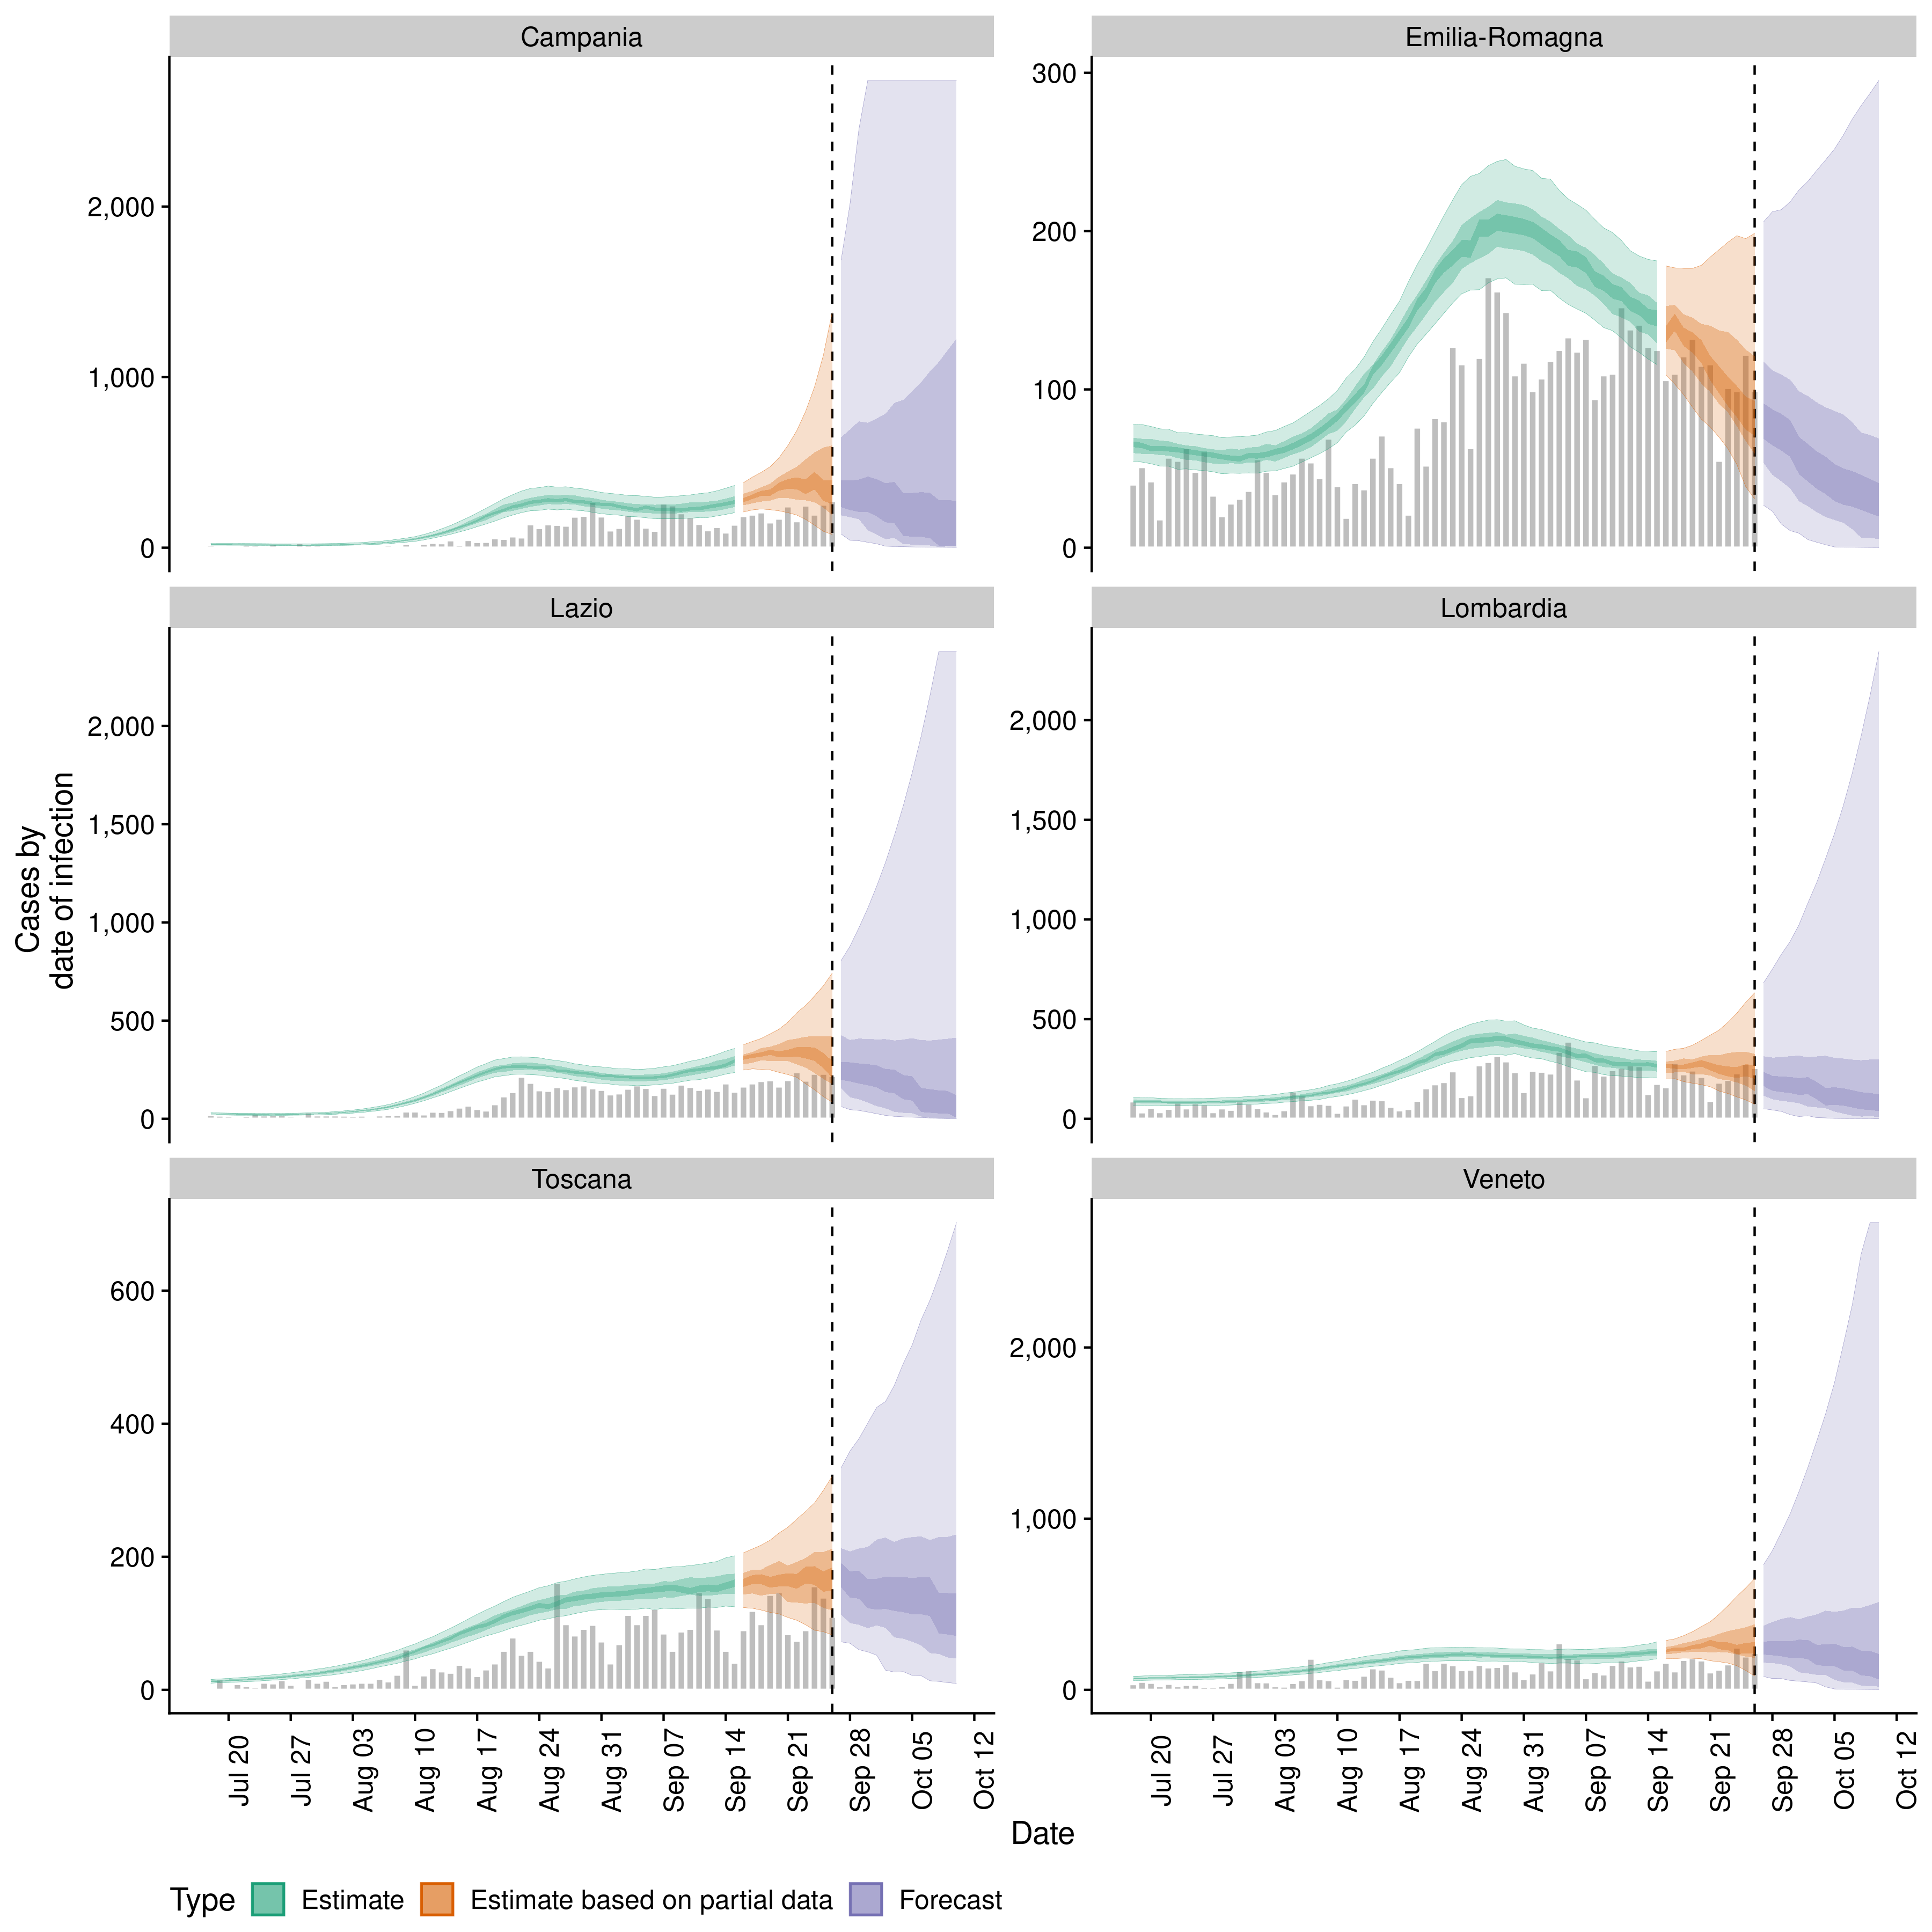 Campania
Emilia-Romagna
2,000
1,000
0
300
200
100
0
Lazio
Lombardia
2,000
1,500
1,000
500
0
2,000
1,500
1,000
500
0
Cases by
date of infection
Toscana
Veneto
600
400
200
0
2,000
1,000
0
Jul 20
Jul 27
Aug 03
Aug 10
Aug 17
Aug 24
Aug 31
Sep 07
Sep 14
Sep 21
Sep 28
Oct 05
Oct 12
Jul 20
Jul 27
Aug 03
Aug 10
Aug 17
Aug 24
Aug 31
Sep 07
Sep 14
Sep 21
Sep 28
Oct 05
Oct 12
Date
Type Estimate Estimate based on partial data Forecast